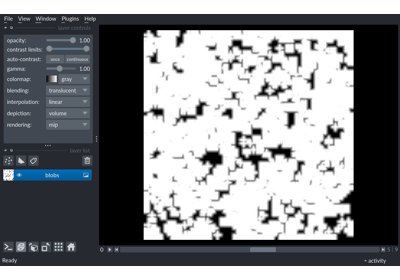 File View Window Plugins Help
layer controls
opacity: 1.00
contrast limits:
auto-contrast: once continuous
gamma: 1.00
colormap: gray
blending: translucent
interpolation: linear
depiction: volume
rendering: mip
layer list
blobs
0
Ready
activity